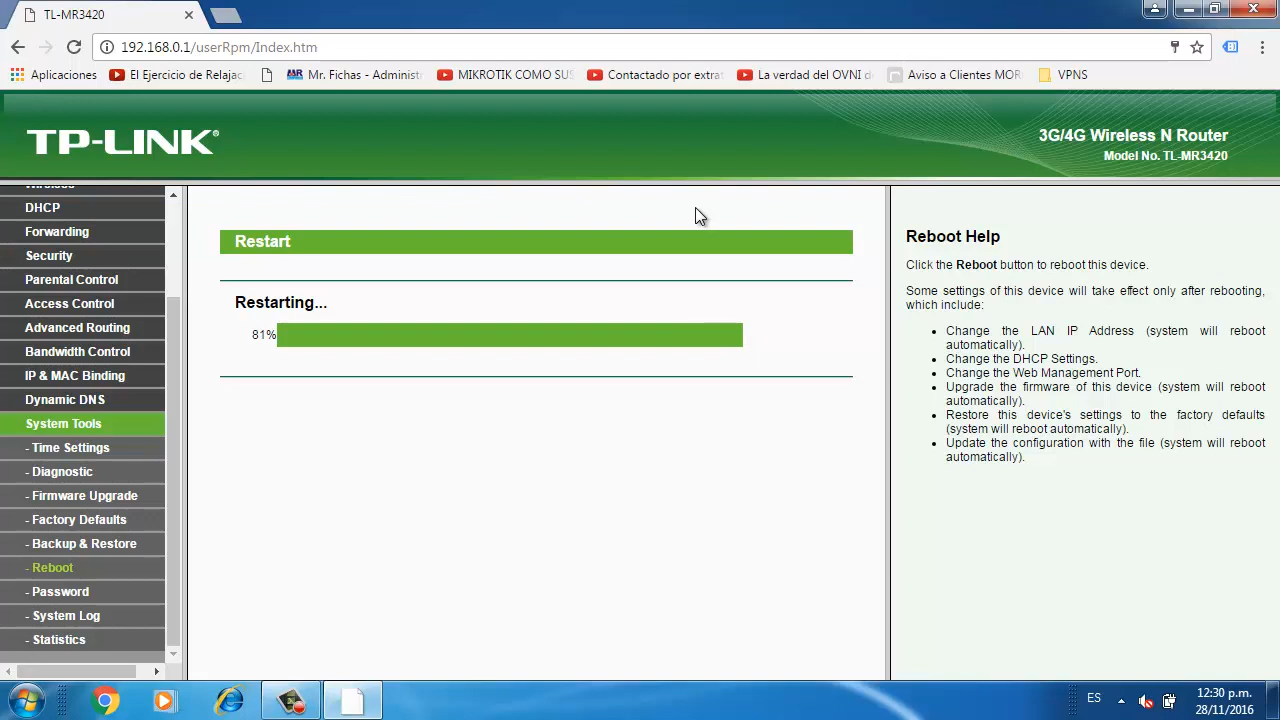 TL-MR3420
192.168.0.1/userRpm/Index.htm
Aplicaciones
El Ejercicio de Relajac
Mr. Fichas - Administ
MIKROTIK COMO SUS
Contactado por extra
La verdad del OVNI d
Aviso a Clientes MOR
VPNS
TP-LINK®
3G/4G Wireless N Router
Model No. TL-MR3420
Wireless
DHCP
Forwarding
Security
Parental Control
Access Control
Advanced Routing
Bandwidth Control
IP & MAC Binding
Dynamic DNS
System Tools
- Time Settings
- Diagnostic
- Firmware Upgrade
- Factory Defaults
- Backup & Restore
- Reboot
- Password
- System Log
- Statistics
Restart
Restarting...
81%
Reboot Help
Click the Reboot button to reboot this device.
Some settings of this device will take effect only after rebooting,
which include:
Change the LAN IP Address (system will reboot
automatically).
Change the DHCP Settings.
Change the Web Management Port.
Upgrade the firmware of this device (system will reboot
automatically).
Restore this device's settings to the factory defaults
(system will reboot automatically).
Update the configuration with the file (system will reboot
automatically).
ES
12:30 p.m.
28/11/2016